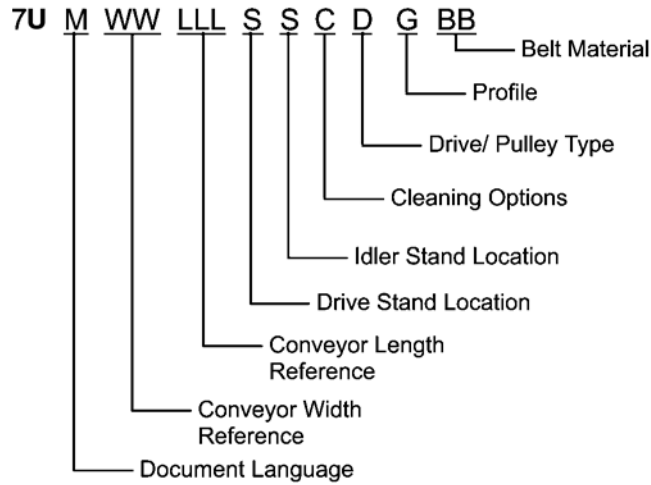 7U M WW LLL S S C D G BB
Belt Material
Profile
Drive/ Pulley Type
Cleaning Options
Idler Stand Location
Drive Stand Location
Conveyor Length
Reference
Conveyor Width
Reference
Document Language